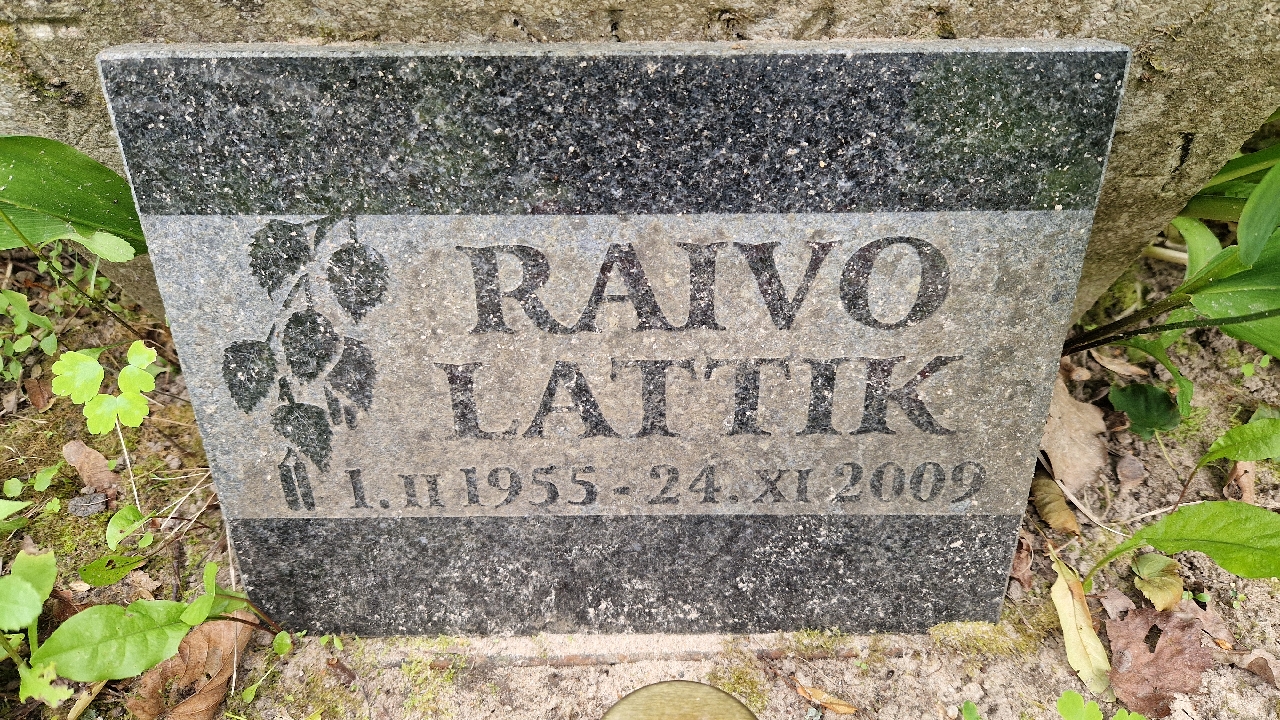 RAIVO
LATTIK
1. II 1955 - 24. XI 2009